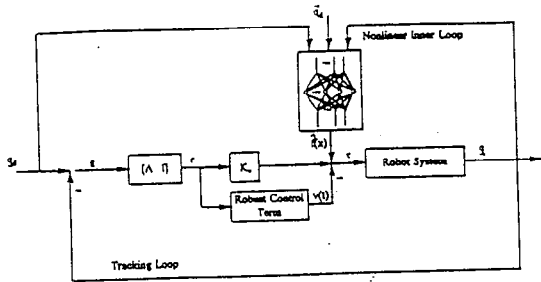 q̈d
Nonlinear Inner Loop
f̂(x)
qd
e
[Λ I]
r
Kv
τ
Robot System
q
Robust Control
Term
v(t)
Tracking Loop